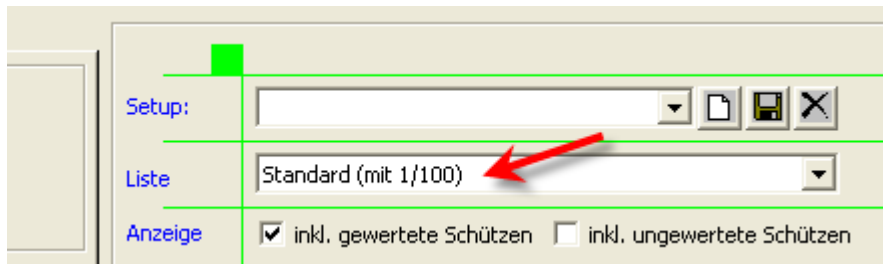 Setup:
Liste Standard (mit 1/100)
Anzeige inkl. gewertete Schützen inkl. ungewertete Schützen